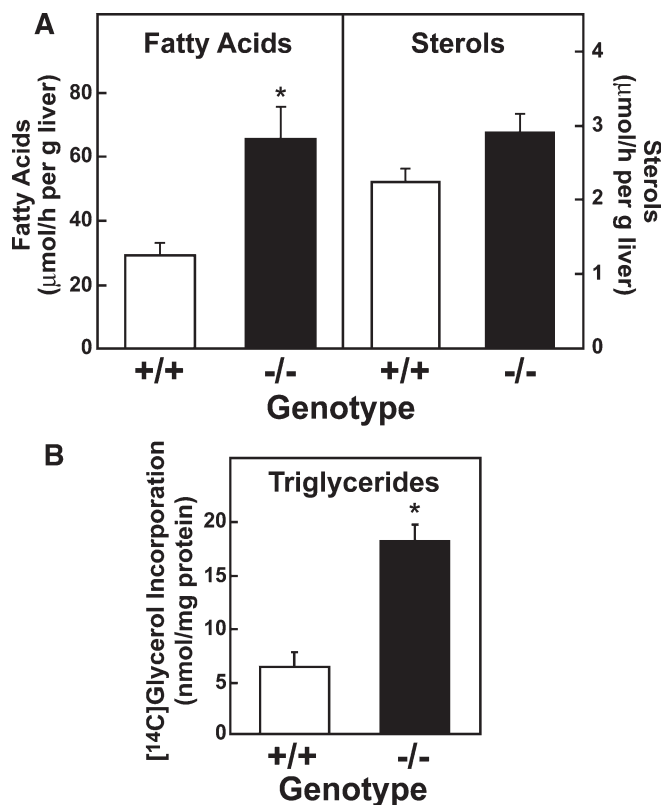 A
Fatty Acids
Sterols
Fatty Acids
(μmol/h per g liver)
80
60
40
20
0
*
4
3
2
1
0
Sterols
(μmol/h per g liver)
+/+
-/-
+/+
-/-
Genotype
B
Triglycerides
[¹⁴C]Glycerol Incorporation
(nmol/mg protein)
20
15
10
5
0
*
+/+
-/-
Genotype